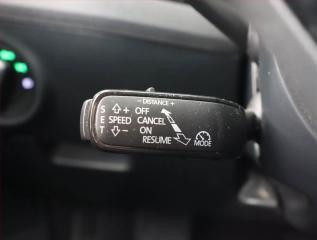 − DISTANCE +
S ⇧+ OFF
E SPEED CANCEL
T ⇩− ON
RESUME
MODE